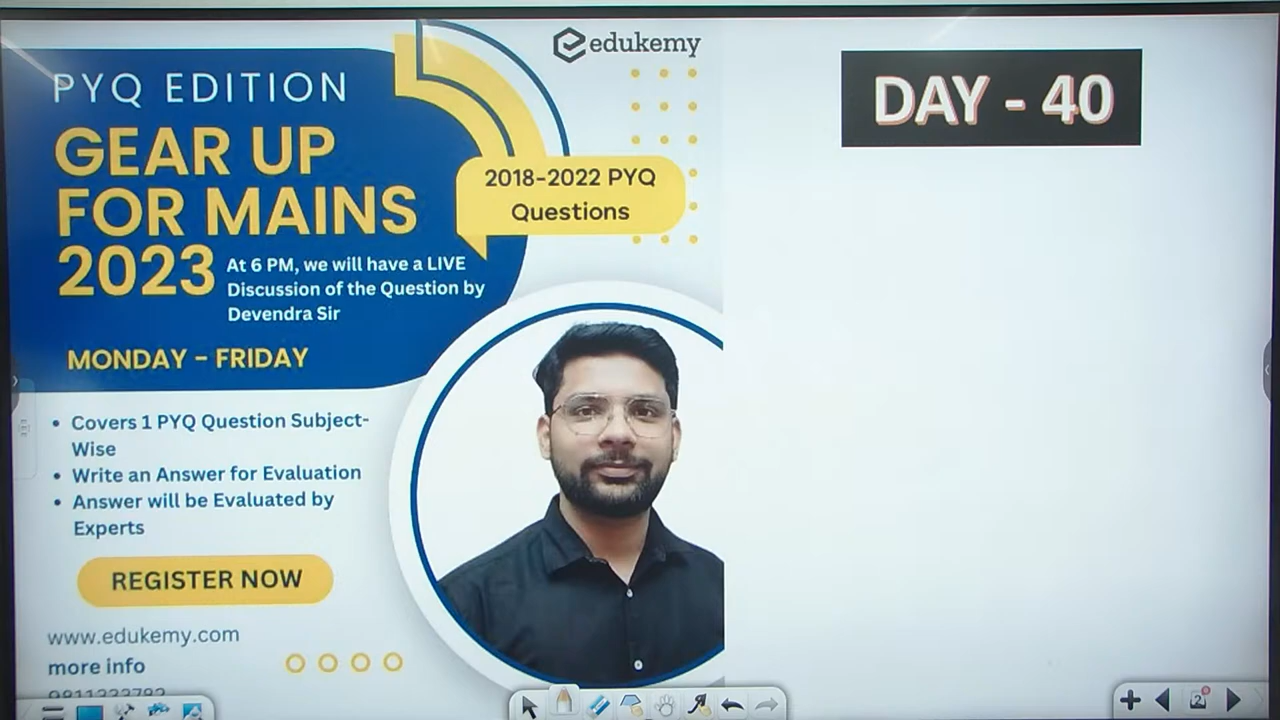 PYQ EDITION
GEAR UP
FOR MAINS
2023
At 6 PM, we will have a LIVE
Discussion of the Question by
Devendra Sir
MONDAY - FRIDAY
edukemy
2018-2022 PYQ
Questions
• Covers 1 PYQ Question Subject-
Wise
• Write an Answer for Evaluation
• Answer will be Evaluated by
Experts
REGISTER NOW
www.edukemy.com
more info
DAY - 40
2